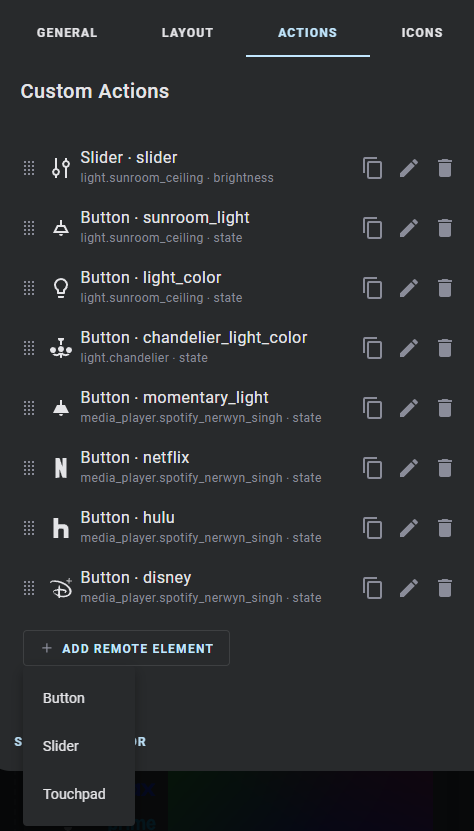 GENERAL LAYOUT ACTIONS ICONS
Custom Actions
Slider · slider
light.sunroom_ceiling · brightness
Button · sunroom_light
light.sunroom_ceiling · state
Button · light_color
light.sunroom_ceiling · state
Button · chandelier_light_color
light.chandelier · state
Button · momentary_light
media_player.spotify_nerwyn_singh · state
Button · netflix
media_player.spotify_nerwyn_singh · state
Button · hulu
media_player.spotify_nerwyn_singh · state
Button · disney
media_player.spotify_nerwyn_singh · state
+ ADD REMOTE ELEMENT
Button
Slider
Touchpad